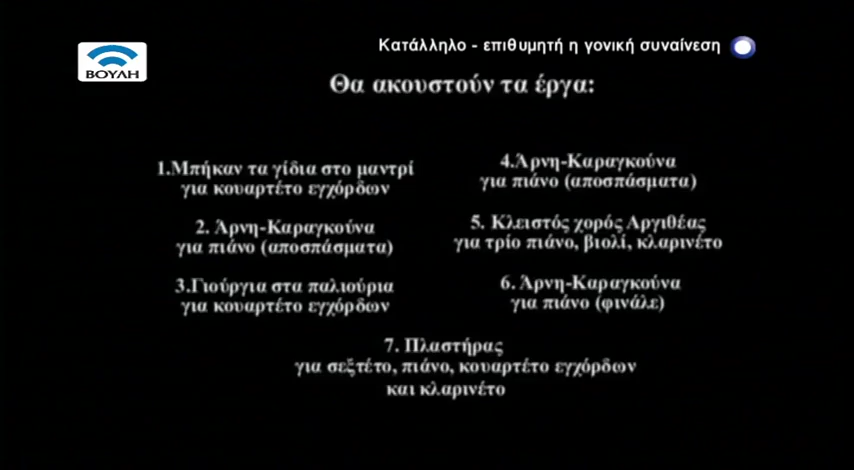 Κατάλληλο - επιθυμητή η γονική συναίνεση
ΒΟΥΛΗ
Θα ακουστούν τα έργα:
1.Μπήκαν τα γίδια στο μαντρί
για κουαρτέτο εγχόρδων
2. Άρνη-Καραγκούνα
για πιάνο (αποσπάσματα)
3.Γιούργια στα παλιούρια
για κουαρτέτο εγχόρδων
4.Άρνη-Καραγκούνα
για πιάνο (αποσπάσματα)
5. Κλειστός χορός Αργιθέας
για τρίο πιάνο, βιολί, κλαρινέτο
6. Άρνη-Καραγκούνα
για πιάνο (φινάλε)
7. Πλαστήρας
για σεξτέτο, πιάνο, κουαρτέτο εγχόρδων
και κλαρινέτο